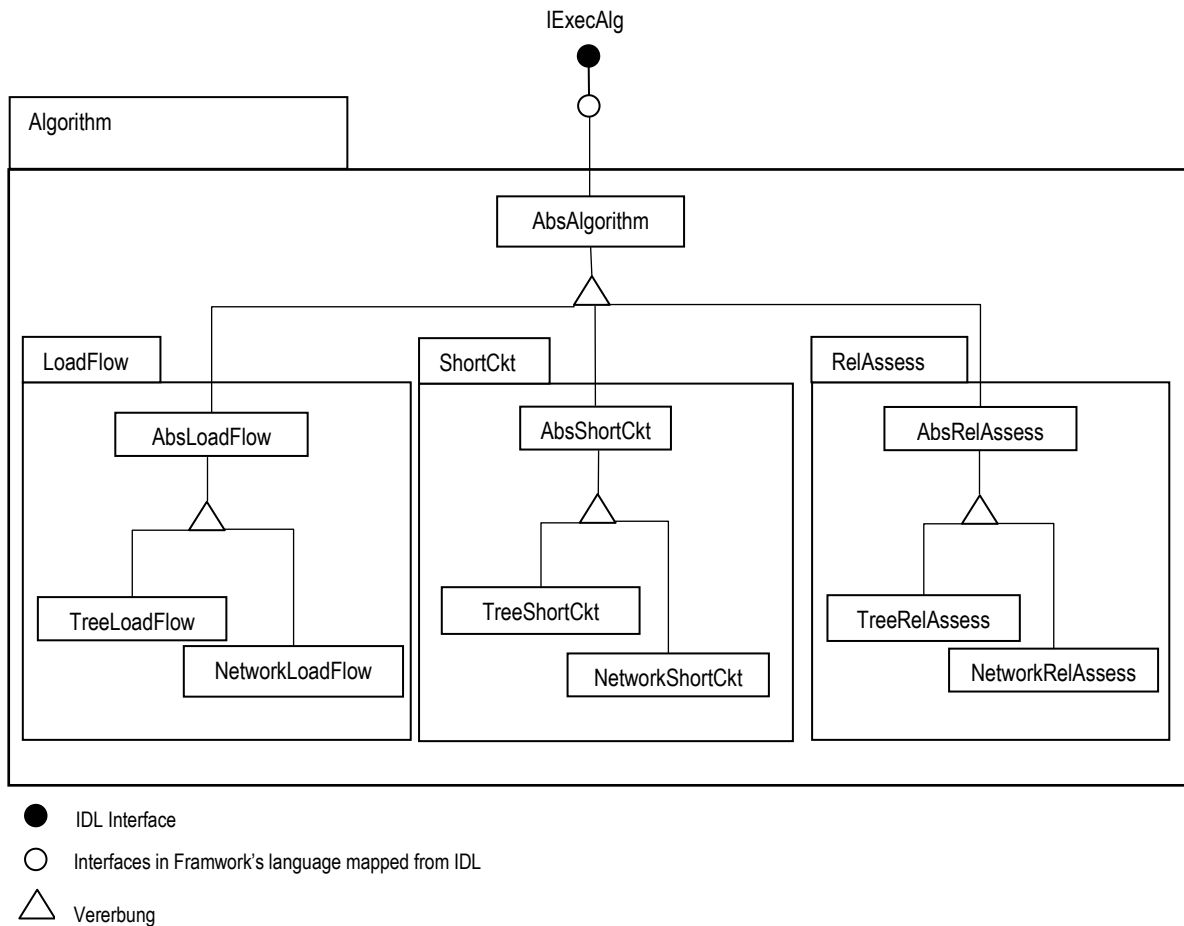 IExecAlg
Algorithm
AbsAlgorithm
LoadFlow
ShortCkt
RelAssess
AbsLoadFlow
AbsShortCkt
AbsRelAssess
TreeLoadFlow
TreeShortCkt
TreeRelAssess
NetworkLoadFlow
NetworkShortCkt
NetworkRelAssess
IDL Interface
Interfaces in Framwork's language mapped from IDL
Vererbung